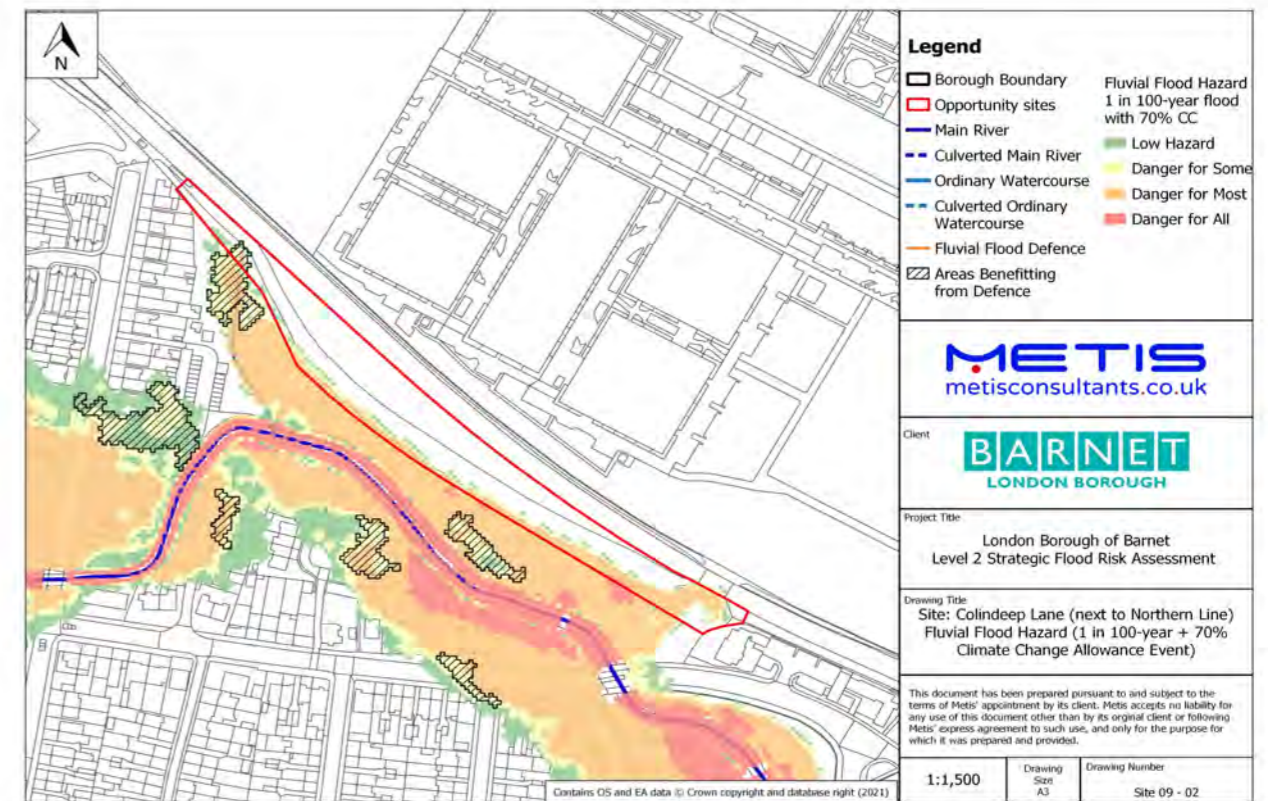 N
Legend
Borough Boundary
Opportunity sites
Main River
Culverted Main River
Ordinary Watercourse
Culverted Ordinary
Watercourse
Fluvial Flood Defence
Areas Benefitting
from Defence
Fluvial Flood Hazard
1 in 100-year flood
with 70% CC
Low Hazard
Danger for Some
Danger for Most
Danger for All
METIS
metisconsultants.co.uk
Client
BARNET
LONDON BOROUGH
Project Title
London Borough of Barnet
Level 2 Strategic Flood Risk Assessment
Drawing Title
Site: Colindeep Lane (next to Northern Line)
Fluvial Flood Hazard (1 in 100-year + 70%
Climate Change Allowance Event)
This document has been prepared pursuant to and subject to the
terms of Metis' appointment by its client. Metis accepts no liability for
any use of this document other than by its orginal client or following
Metis' express agreement to such use, and only for the purpose for
which it was prepared and provided.
1:1,500
Drawing
Size
A3
Drawing Number
Site 09 - 02
Contains OS and EA data © Crown copyright and database right (2021)